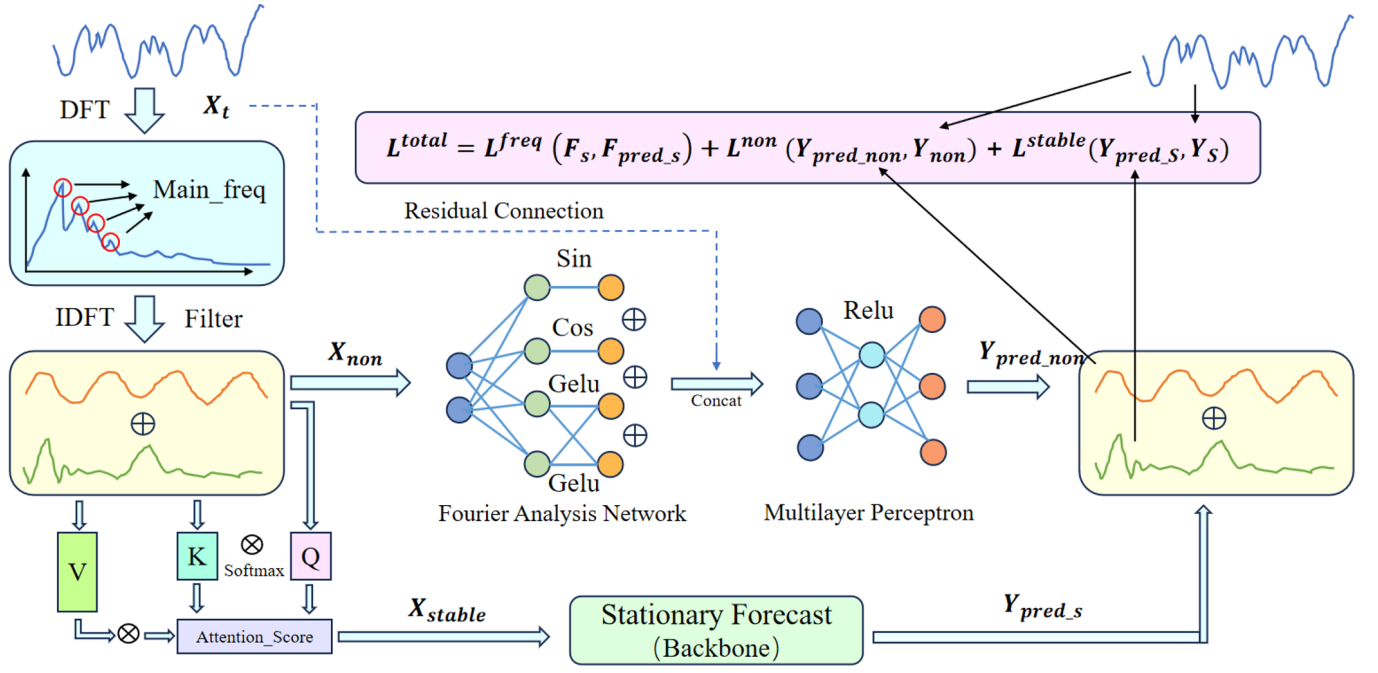 DFT
X_t
L^total = L^freq (F_s, F_pred_s) + L^non (Y_pred_non, Y_non) + L^stable(Y_pred_S, Y_S)
Main_freq
Residual Connection
IDFT
Filter
X_non
Sin
Cos
Gelu
Gelu
Fourier Analysis Network
Concat
Relu
Multilayer Perceptron
Y_pred_non
V
K
Softmax
Q
Attention_Score
X_stable
Stationary Forecast
(Backbone)
Y_pred_s